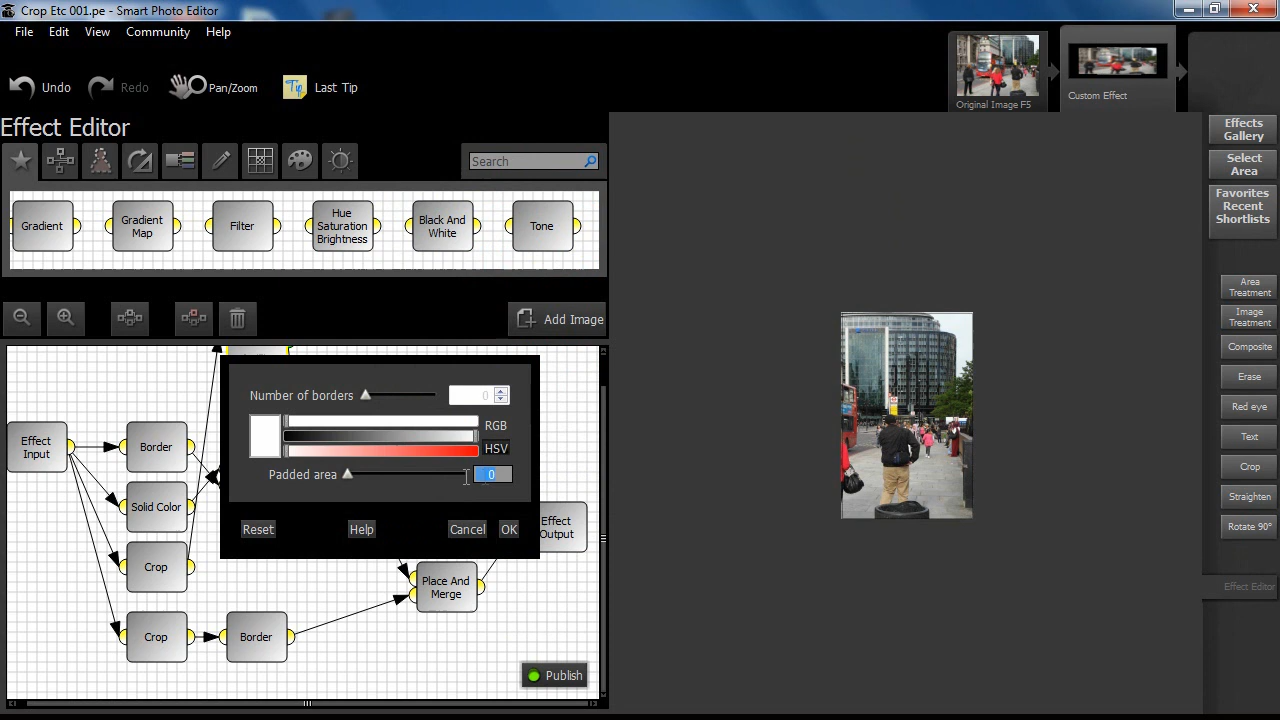 Crop Etc 001.pe - Smart Photo Editor
File Edit View Community Help
Undo Redo Pan/Zoom Tip Last Tip
Original Image F5
Custom Effect
Effect Editor
Search
Gradient
Gradient Map
Filter
Hue Saturation Brightness
Black And White
Tone
Add Image
Effects Gallery
Select Area
Favorites
Recent
Shortlists
Area Treatment
Image Treatment
Composite
Erase
Red eye
Text
Crop
Straighten
Rotate 90°
Effect Editor
Effect Input
Border
Solid Color
Crop
Crop
Border
Place And Merge
Effect Output
Number of borders 0
RGB
HSV
Padded area 0
Reset Help Cancel OK
Publish